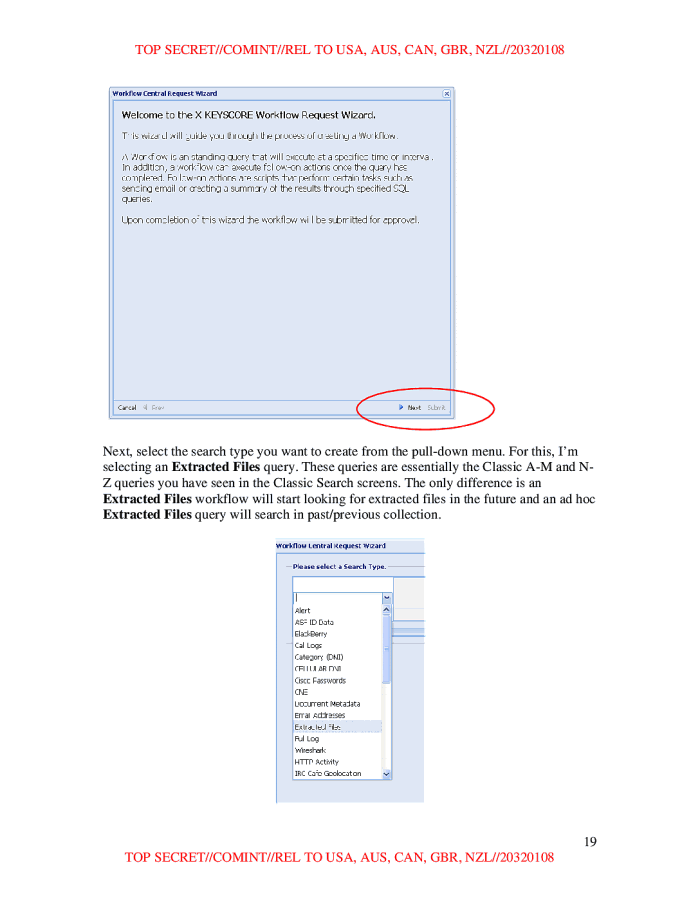 TOP SECRET//COMINT//REL TO USA, AUS, CAN, GBR, NZL//20320108
Workflow Central Request Wizard
Welcome to the X KEYSCORE Workflow Request Wizard.
This wizard will guide you through the process of creating a Workflow.
A Workflow is an standing query that will execute at a specified time or interval.
In addition, a workflow can execute follow-on actions once the query has
completed. Follow-on actions are scripts that perform certain tasks such as
sending email or creating a summary of the results through specified SQL
queries.
Upon completion of this wizard the workflow will be submitted for approval.
Cancel Prev Next Submit
Next, select the search type you want to create from the pull-down menu. For this, I'm
selecting an Extracted Files query. These queries are essentially the Classic A-M and N-
Z queries you have seen in the Classic Search screens. The only difference is an
Extracted Files workflow will start looking for extracted files in the future and an ad hoc
Extracted Files query will search in past/previous collection.
Workflow Central Request Wizard
Please select a Search Type.
Alert
ASF ID Data
BlackBerry
Call Logs
Category (DNI)
CELLULAR DNI
Cisco Passwords
CNE
Document Metadata
Email Addresses
Extracted Files
Full Log
Wireshark
HTTP Activity
IRC Cafe Geolocation
19
TOP SECRET//COMINT//REL TO USA, AUS, CAN, GBR, NZL//20320108